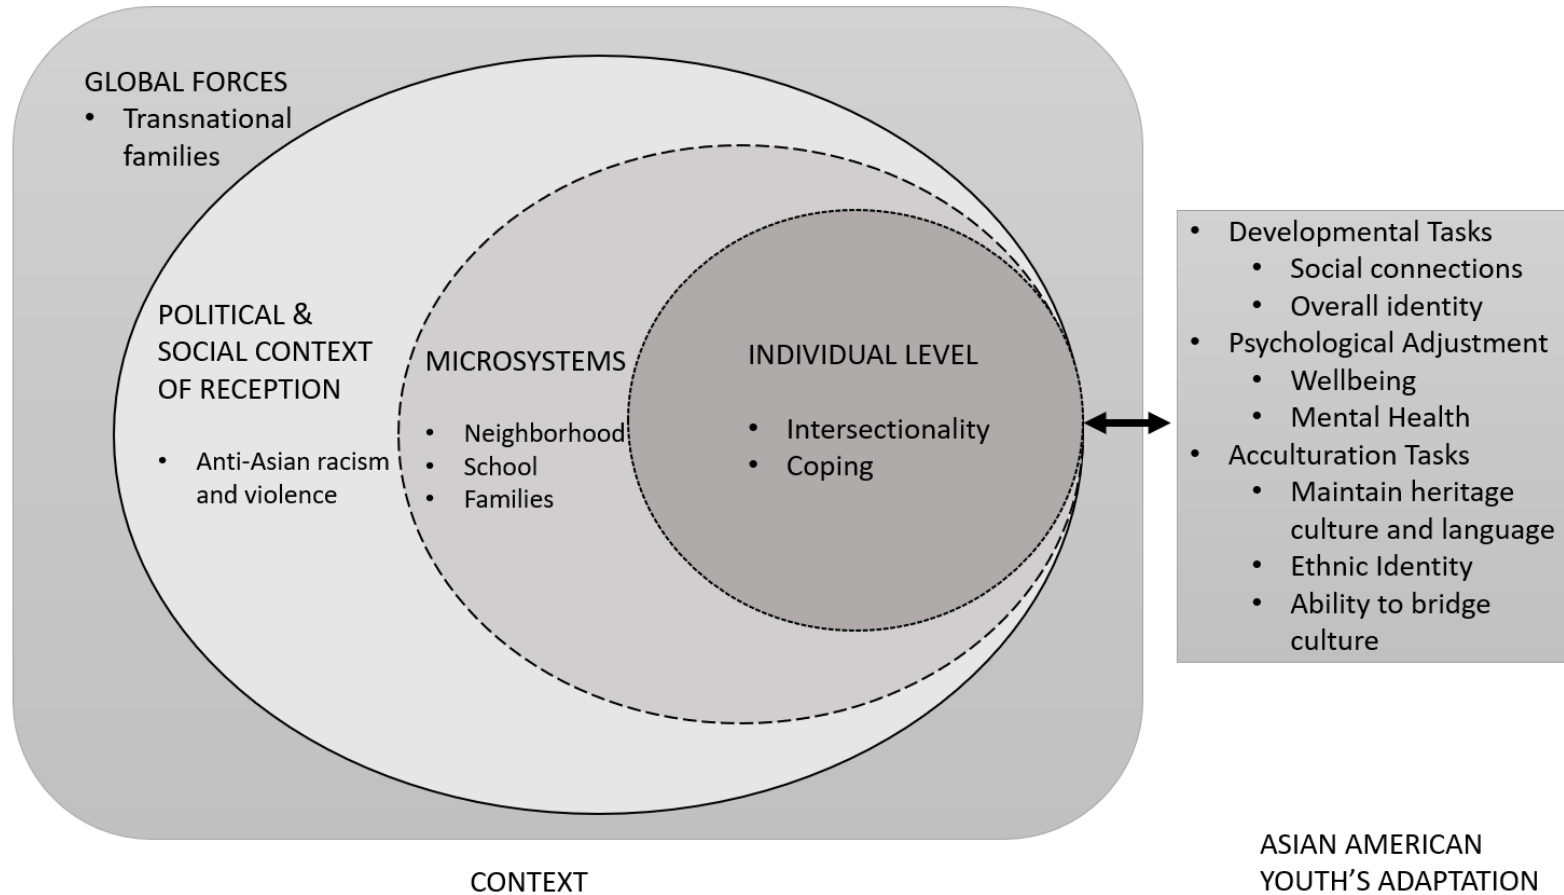 GLOBAL FORCES
• Transnational
families
POLITICAL &
SOCIAL CONTEXT
OF RECEPTION
• Anti-Asian racism
and violence
MICROSYSTEMS
• Neighborhood
• School
• Families
INDIVIDUAL LEVEL
• Intersectionality
• Coping
• Developmental Tasks
• Social connections
• Overall identity
• Psychological Adjustment
• Wellbeing
• Mental Health
• Acculturation Tasks
• Maintain heritage
culture and language
• Ethnic Identity
• Ability to bridge
culture
CONTEXT
ASIAN AMERICAN
YOUTH'S ADAPTATION